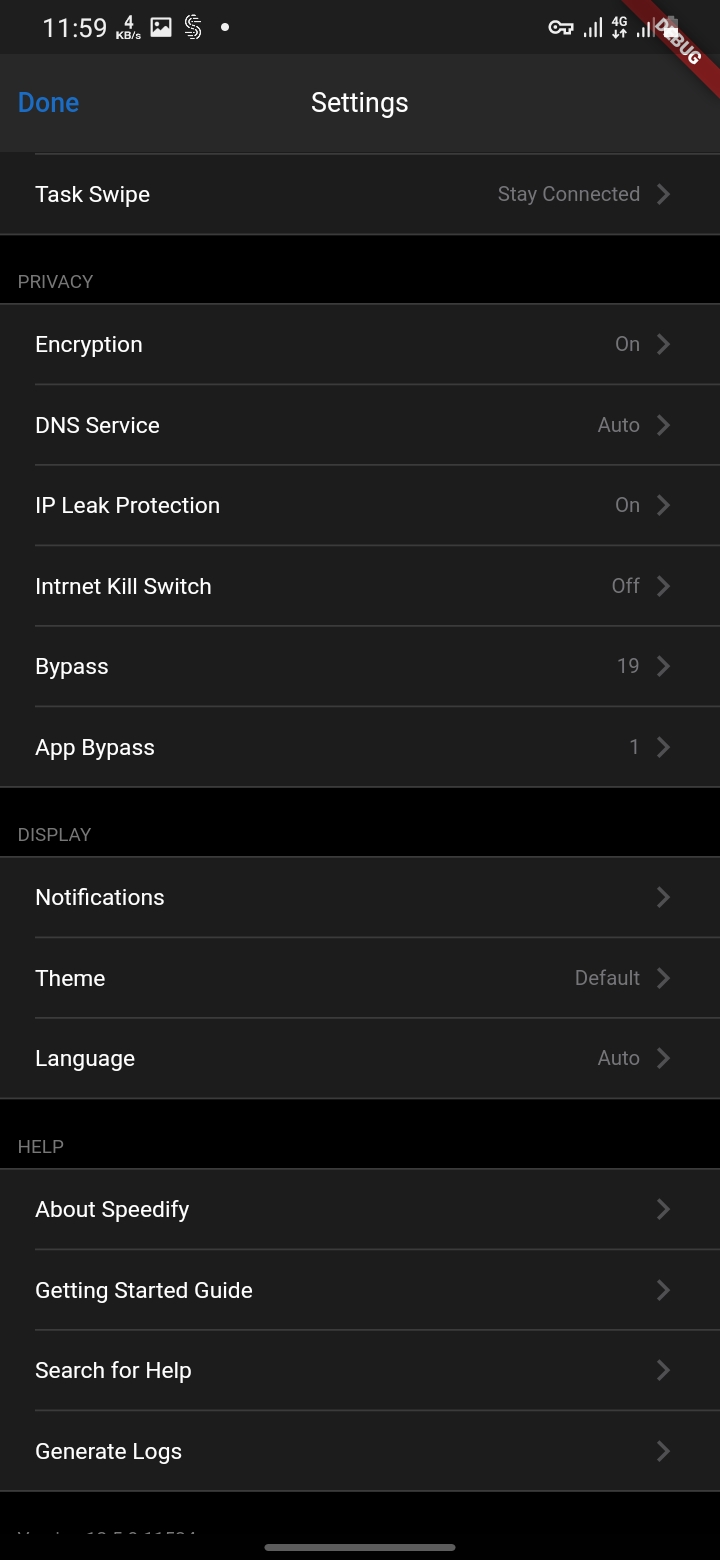 11:59 4 KB/s 4G
DEBUG
Done Settings
Task Swipe Stay Connected
PRIVACY
Encryption On
DNS Service Auto
IP Leak Protection On
Intrnet Kill Switch Off
Bypass 19
App Bypass 1
DISPLAY
Notifications
Theme Default
Language Auto
HELP
About Speedify
Getting Started Guide
Search for Help
Generate Logs